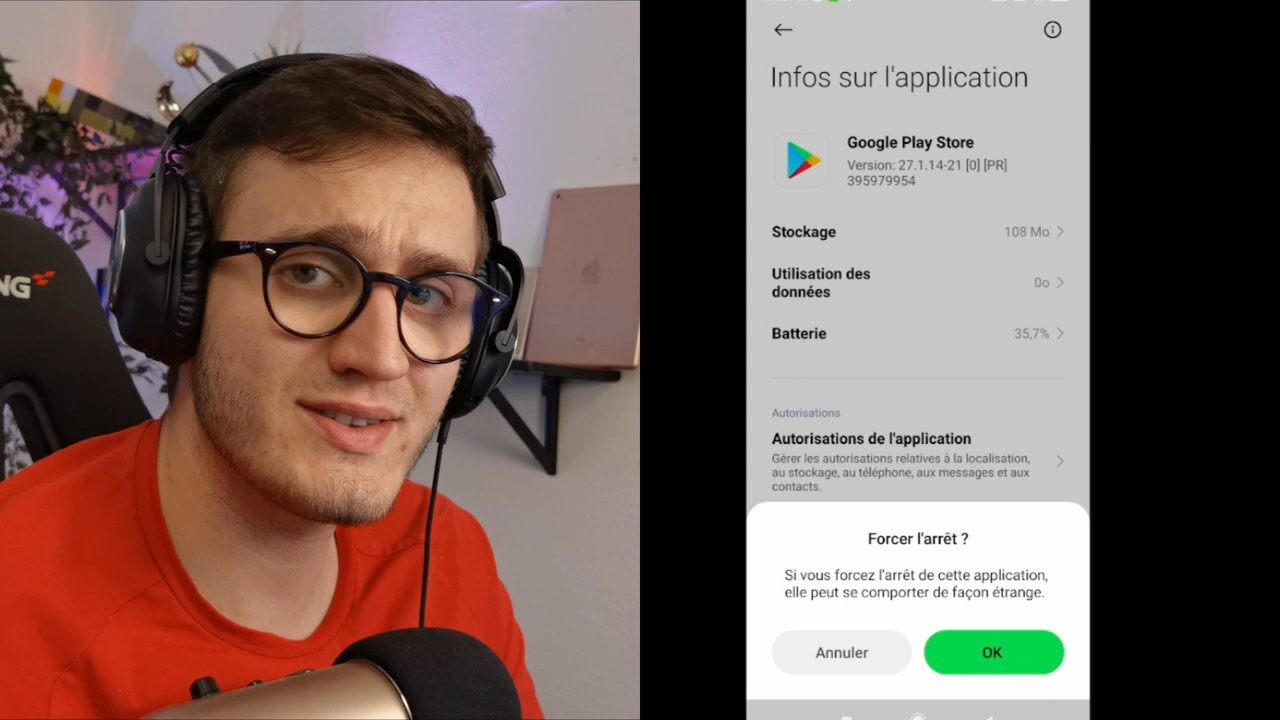 NG
Infos sur l'application
Google Play Store
Version: 27.1.14-21 [0] [PR]
395979954
Stockage
108 Mo
Utilisation des
données
0o
Batterie
35,7%
Autorisations
Autorisations de l'application
Gérer les autorisations relatives à la localisation,
au stockage, au téléphone, aux messages et aux
contacts.
Forcer l'arrêt ?
Si vous forcez l'arrêt de cette application,
elle peut se comporter de façon étrange.
Annuler
OK